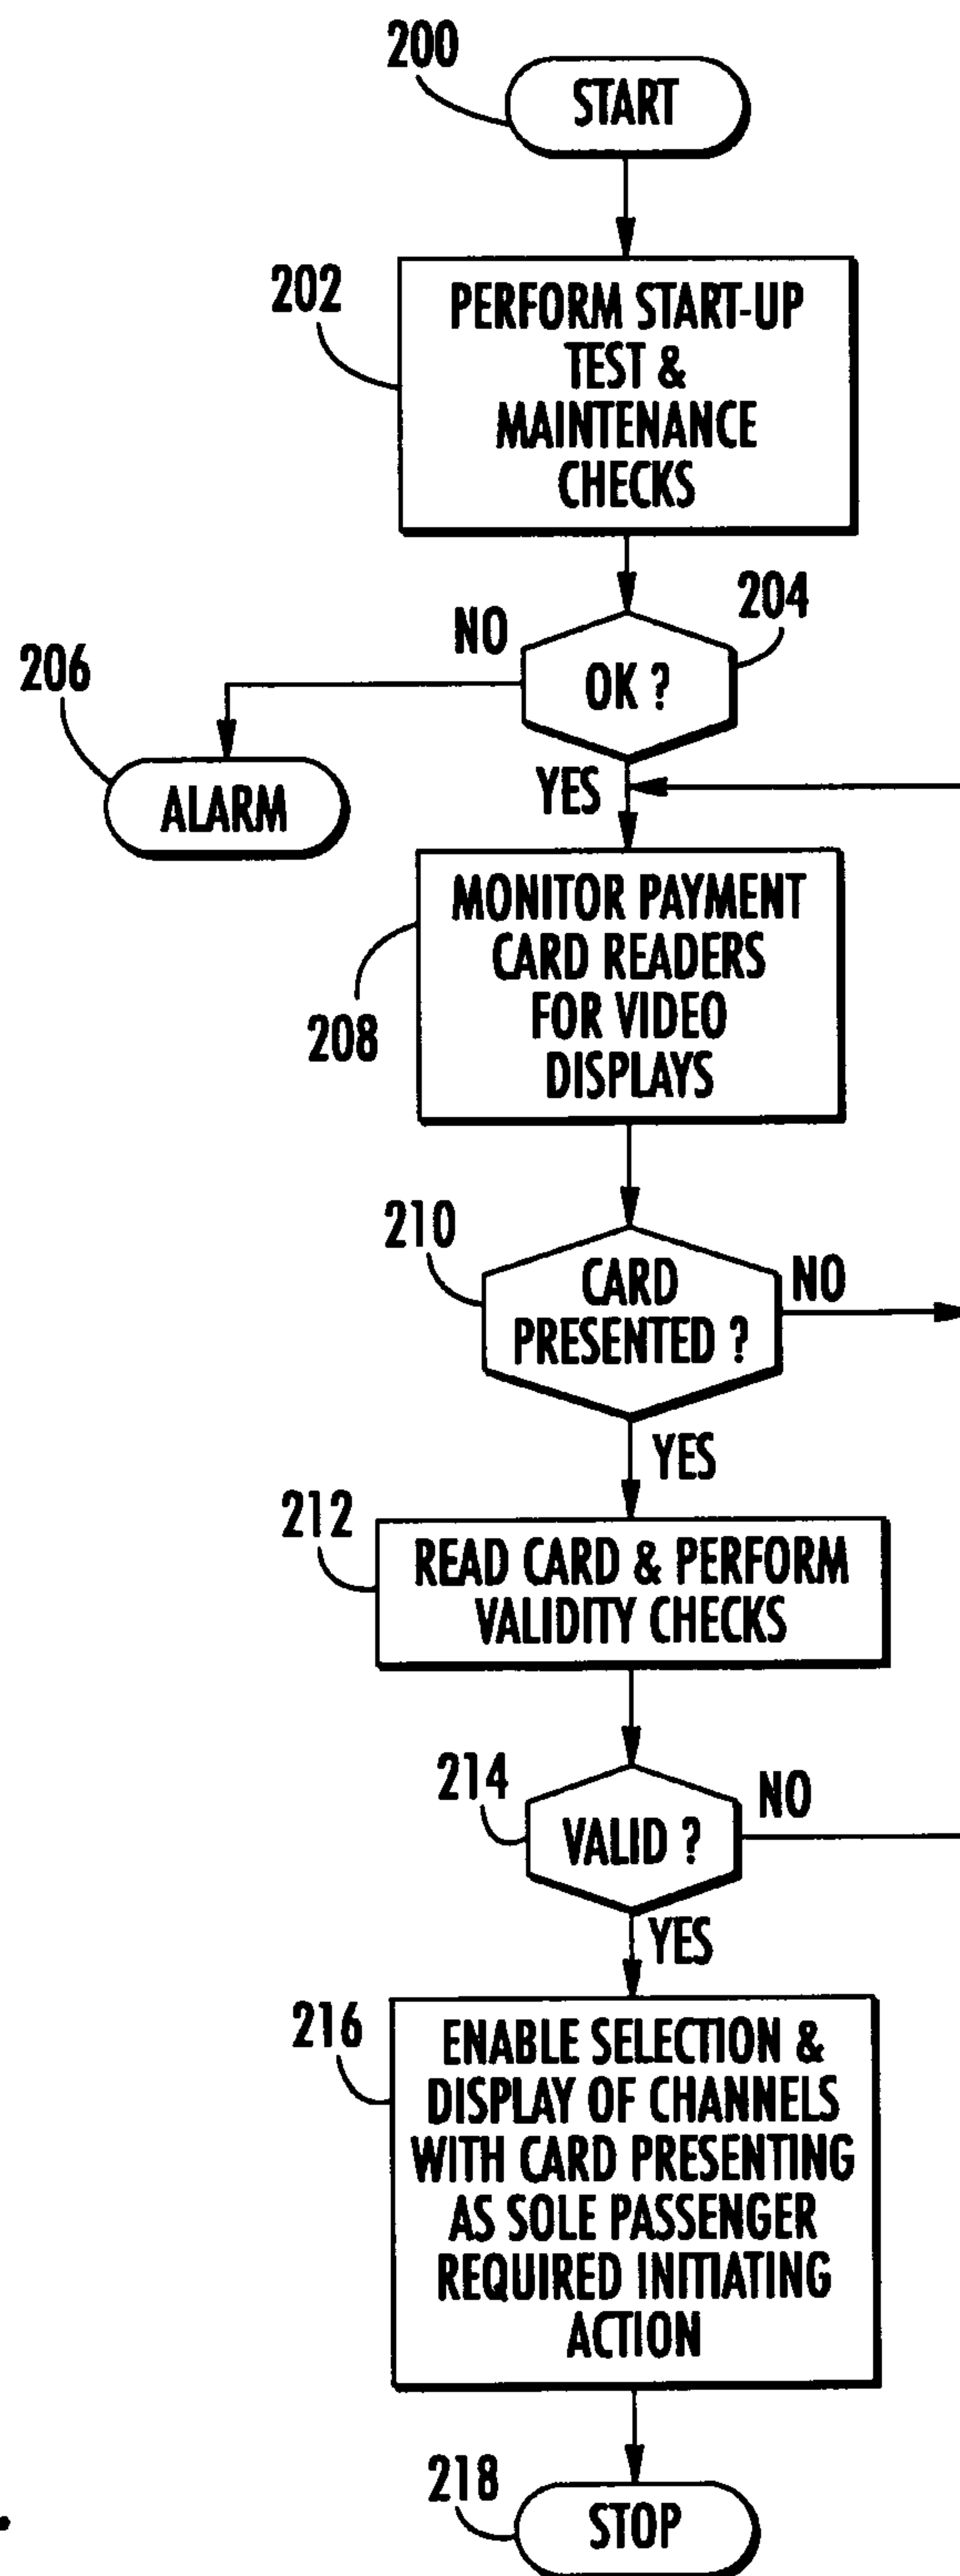 200
START
202
PERFORM START-UP
TEST &
MAINTENANCE
CHECKS
204
NO
OK ?
206
ALARM
YES
MONITOR PAYMENT
CARD READERS
FOR VIDEO
DISPLAYS
208
210
CARD
PRESENTED ?
NO
YES
212
READ CARD & PERFORM
VALIDITY CHECKS
214
VALID ?
NO
YES
216
ENABLE SELECTION &
DISPLAY OF CHANNELS
WITH CARD PRESENTING
AS SOLE PASSENGER
REQUIRED INITIATING
ACTION
218
STOP